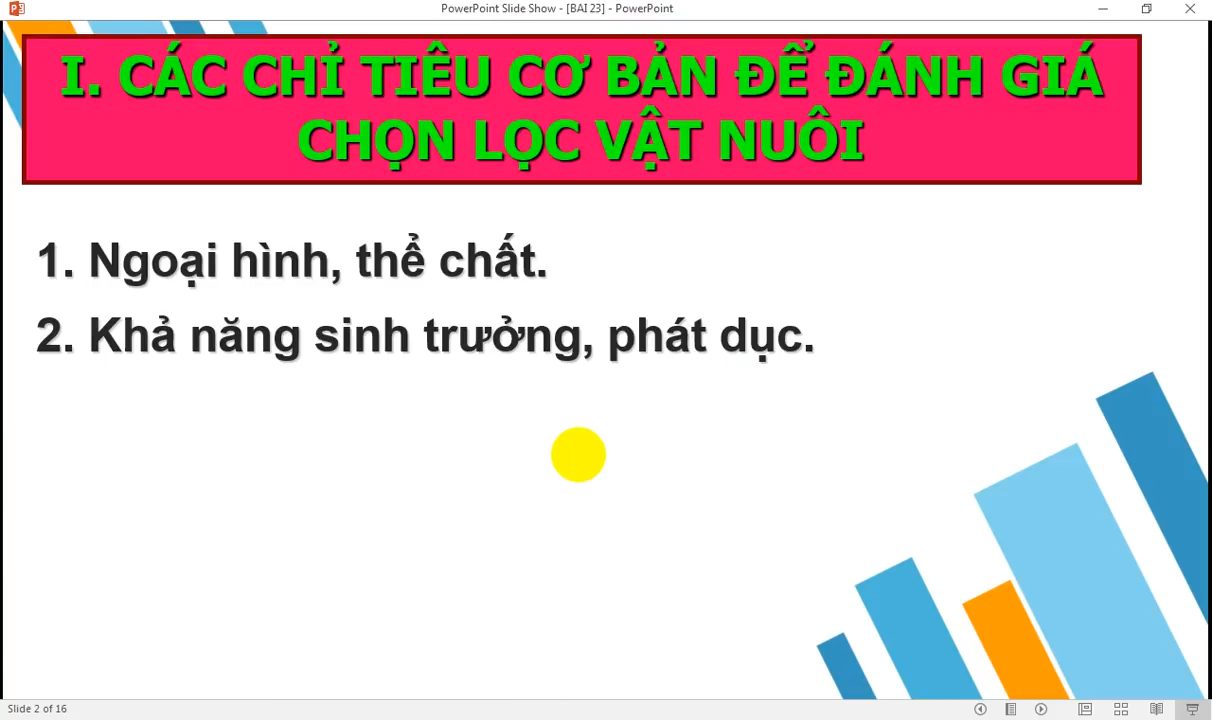 PowerPoint Slide Show - [BAI 23] - PowerPoint
I. CÁC CHỈ TIÊU CƠ BẢN ĐỂ ĐÁNH GIÁ
CHỌN LỌC VẬT NUÔI
1. Ngoại hình, thể chất.
2. Khả năng sinh trưởng, phát dục.
Slide 2 of 16